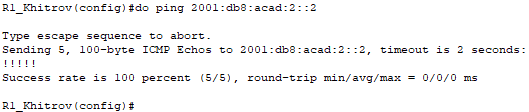 R1_Khitrov(config)#do ping 2001:db8:acad:2::2
Type escape sequence to abort.
Sending 5, 100-byte ICMP Echos to 2001:db8:acad:2::2, timeout is 2 seconds:
!!!!!
Success rate is 100 percent (5/5), round-trip min/avg/max = 0/0/0 ms
R1_Khitrov(config)#